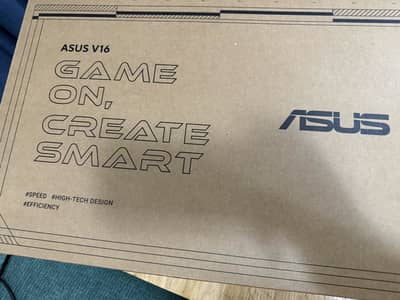 ASUS V16
GAME
ON,
CREATE
SMART
ASUS
#SPEED #HIGH-TECH DESIGN
#EFFICIENCY